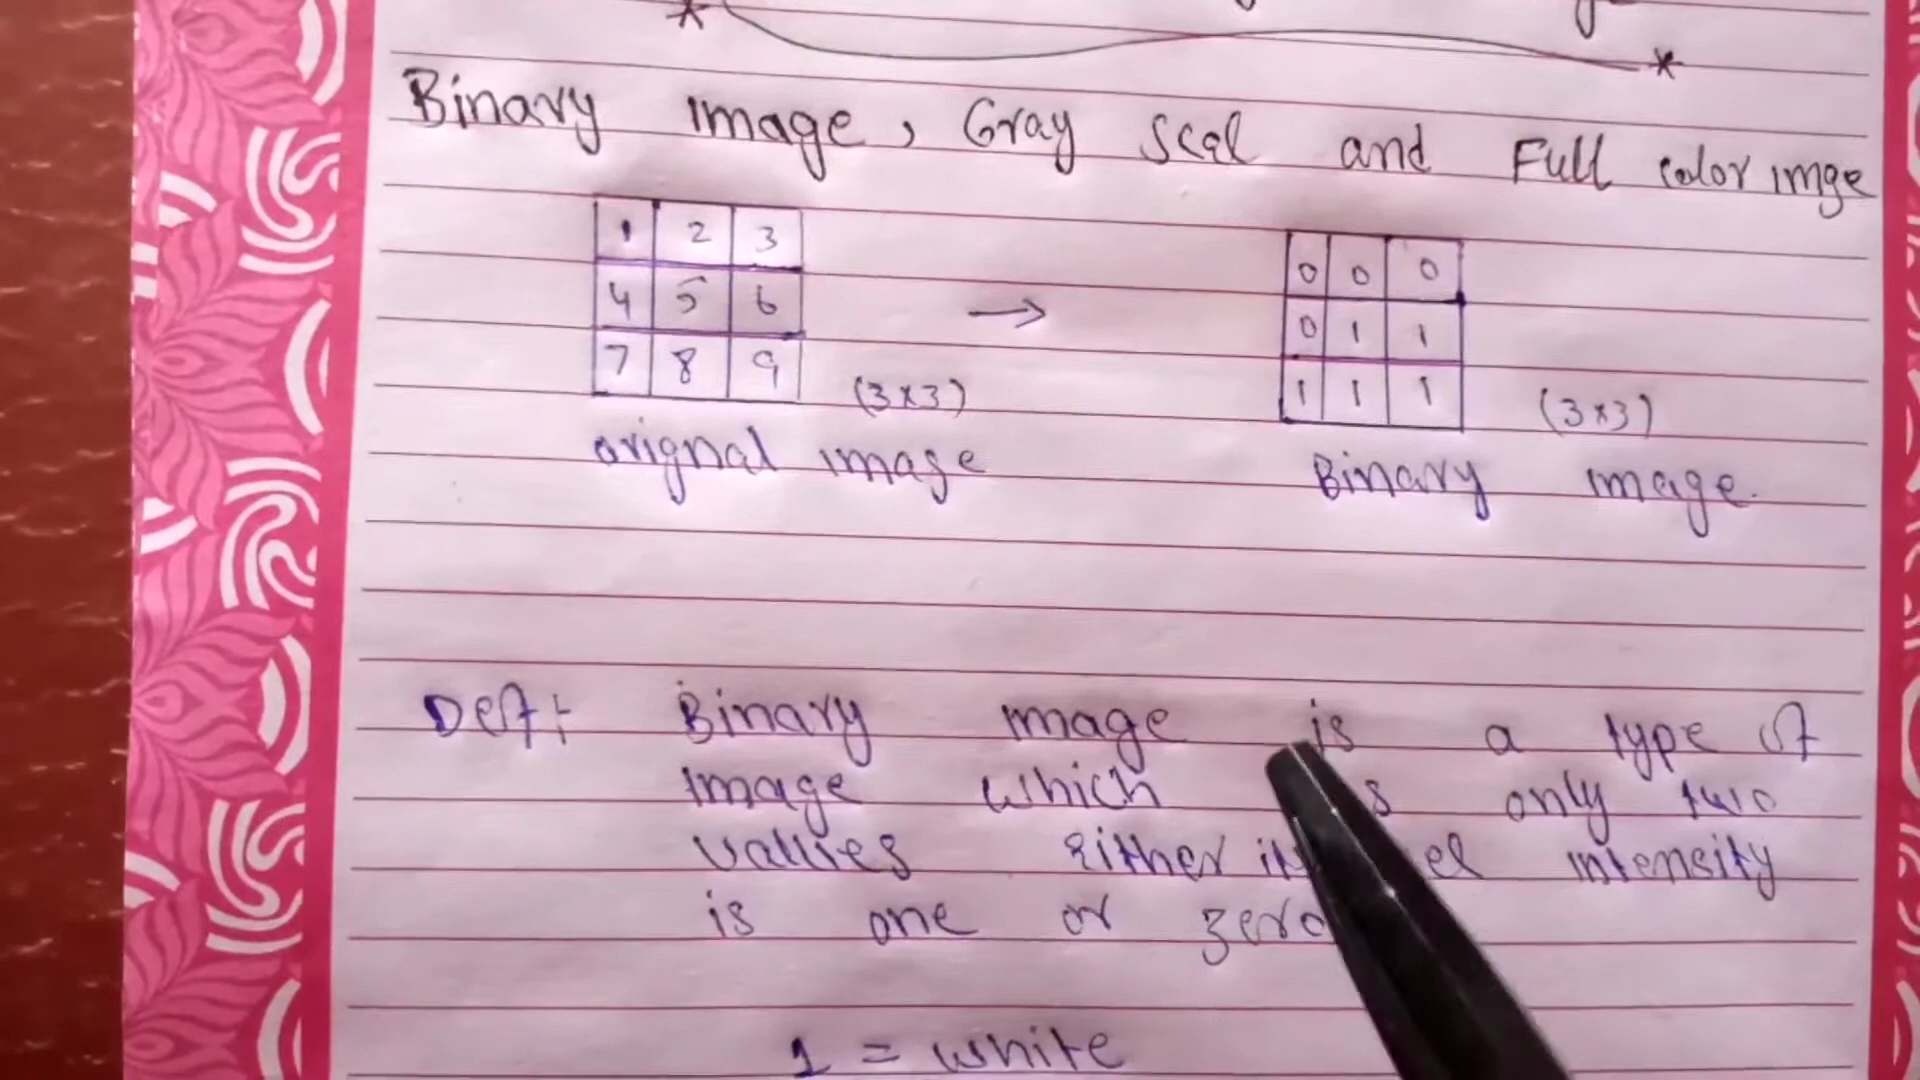 Binary image, Gray scal and Full color imge
1 2 3
4 5 6
7 8 9
(3x3)
orignal image
→
0 0 0
0 1 1
1 1 1
(3x3)
Binary image.
Binary image is a type of
image which only two
values either intensity
is one or zero
1 = white